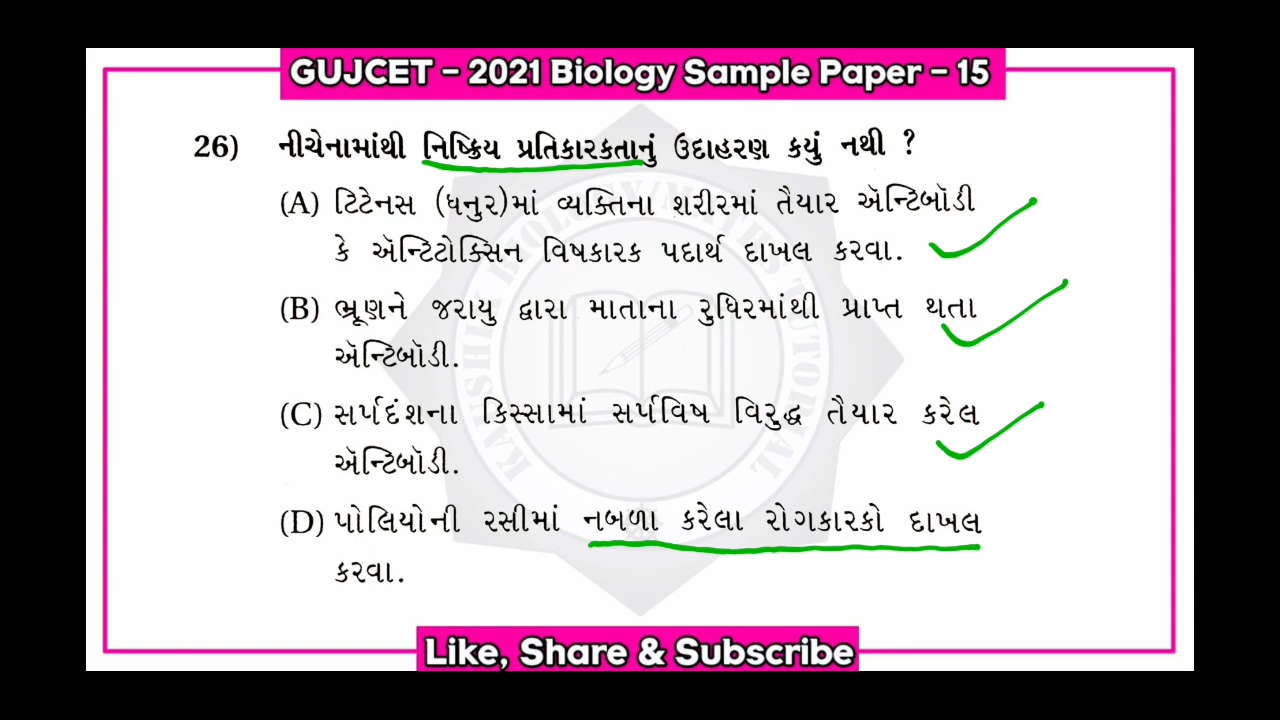 GUJCET – 2021 Biology Sample Paper – 15
26) નીચેનામાંથી નિષ્ક્રિય પ્રતિકારકતાનું ઉદાહરણ કયું નથી ?
(A) ટિટેનસ (ધનુર)માં વ્યક્તિના શરીરમાં તૈયાર ઍન્ટિબૉડી
કે ઍન્ટિટોક્સિન વિષકારક પદાર્થ દાખલ કરવા.
(B) ભ્રૂણને જરાયુ દ્વારા માતાના રુધિરમાંથી પ્રાપ્ત થતા
ઍન્ટિબૉડી.
(C) સર્પદંશના કિસ્સામાં સર્પવિષ વિરુદ્ધ તૈયાર કરેલ
ઍન્ટિબૉડી.
(D) પોલિયોની રસીમાં નબળા કરેલા રોગકારકો દાખલ
કરવા.
Like, Share & Subscribe